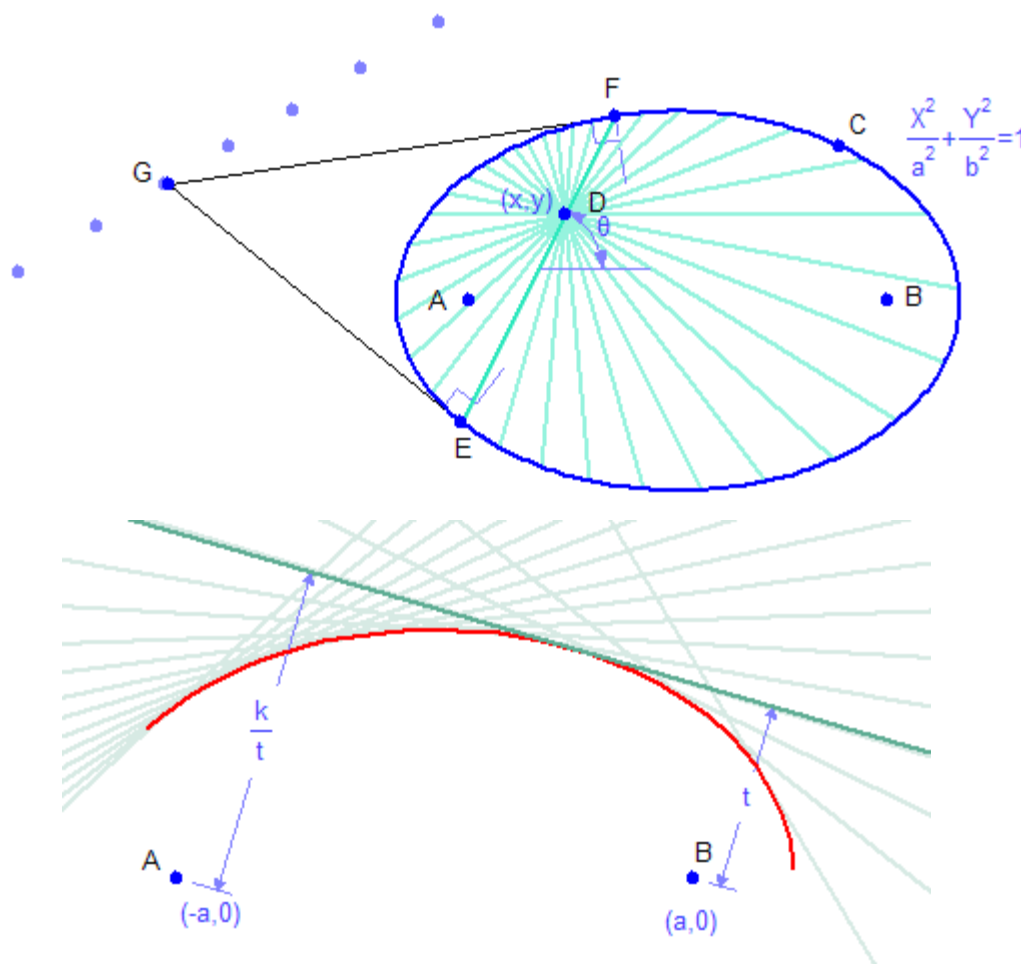 F
C
X²/a² + Y²/b² = 1
G
(x,y) D
θ
A
B
E
k/t
t
A
B
(-a,0)
(a,0)